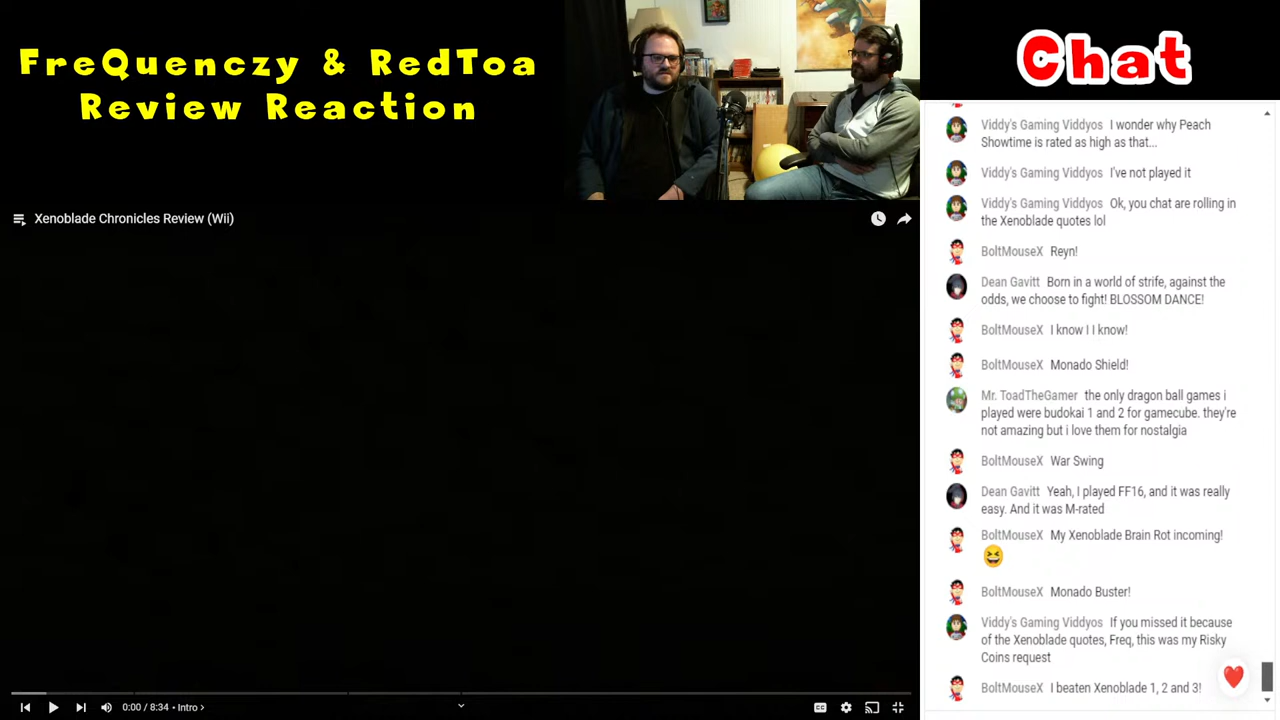 FreQuenczy & RedToa
Review Reaction
Chat
Xenoblade Chronicles Review (Wii)
0:00 / 8:34 • Intro >
CC
Viddy's Gaming Viddyos I wonder why Peach
Showtime is rated as high as that...
Viddy's Gaming Viddyos I've not played it
Viddy's Gaming Viddyos Ok, you chat are rolling in
the Xenoblade quotes lol
BoltMouseX Reyn!
Dean Gavitt Born in a world of strife, against the
odds, we choose to fight! BLOSSOM DANCE!
BoltMouseX I know I I know!
BoltMouseX Monado Shield!
Mr. ToadTheGamer the only dragon ball games i
played were budokai 1 and 2 for gamecube. they're
not amazing but i love them for nostalgia
BoltMouseX War Swing
Dean Gavitt Yeah, I played FF16, and it was really
easy. And it was M-rated
BoltMouseX My Xenoblade Brain Rot incoming!
BoltMouseX Monado Buster!
Viddy's Gaming Viddyos If you missed it because
of the Xenoblade quotes, Freq, this was my Risky
Coins request
BoltMouseX I beaten Xenoblade 1, 2 and 3!